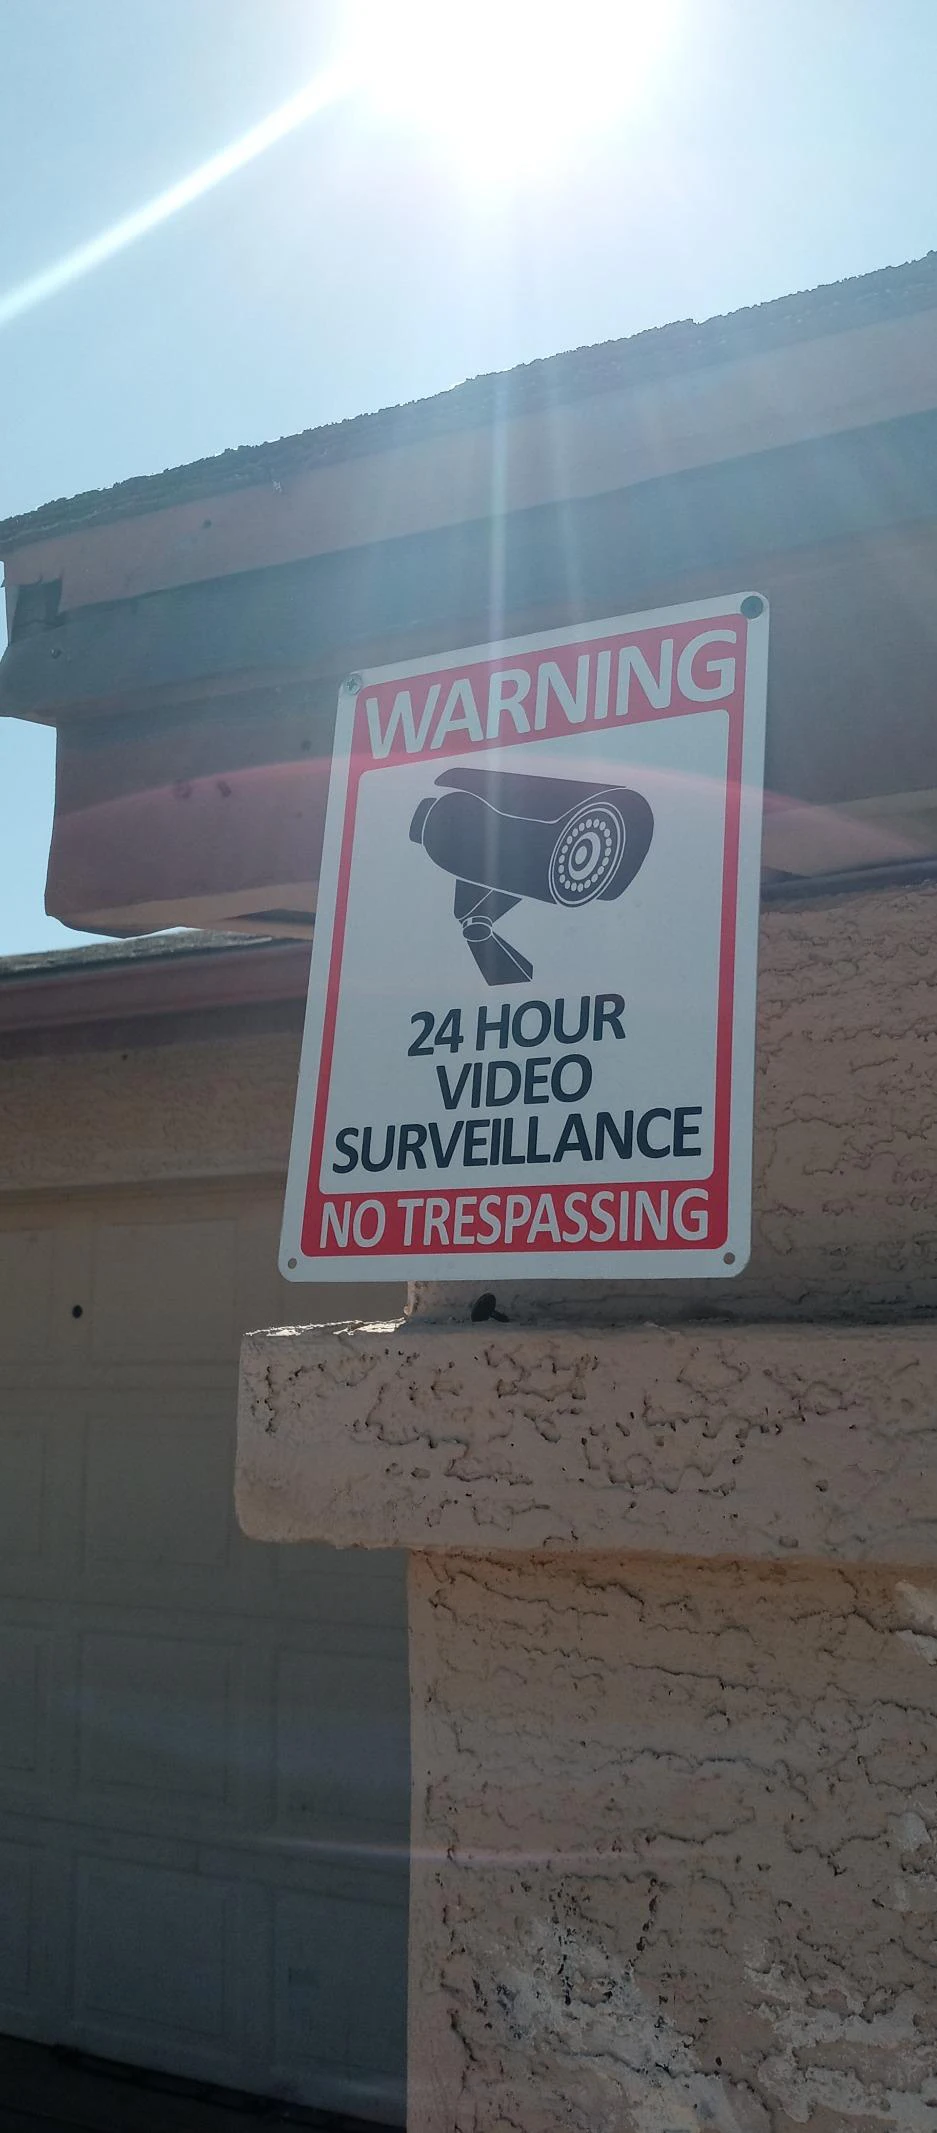 WARNING
24 HOUR
VIDEO
SURVEILLANCE
NO TRESPASSING